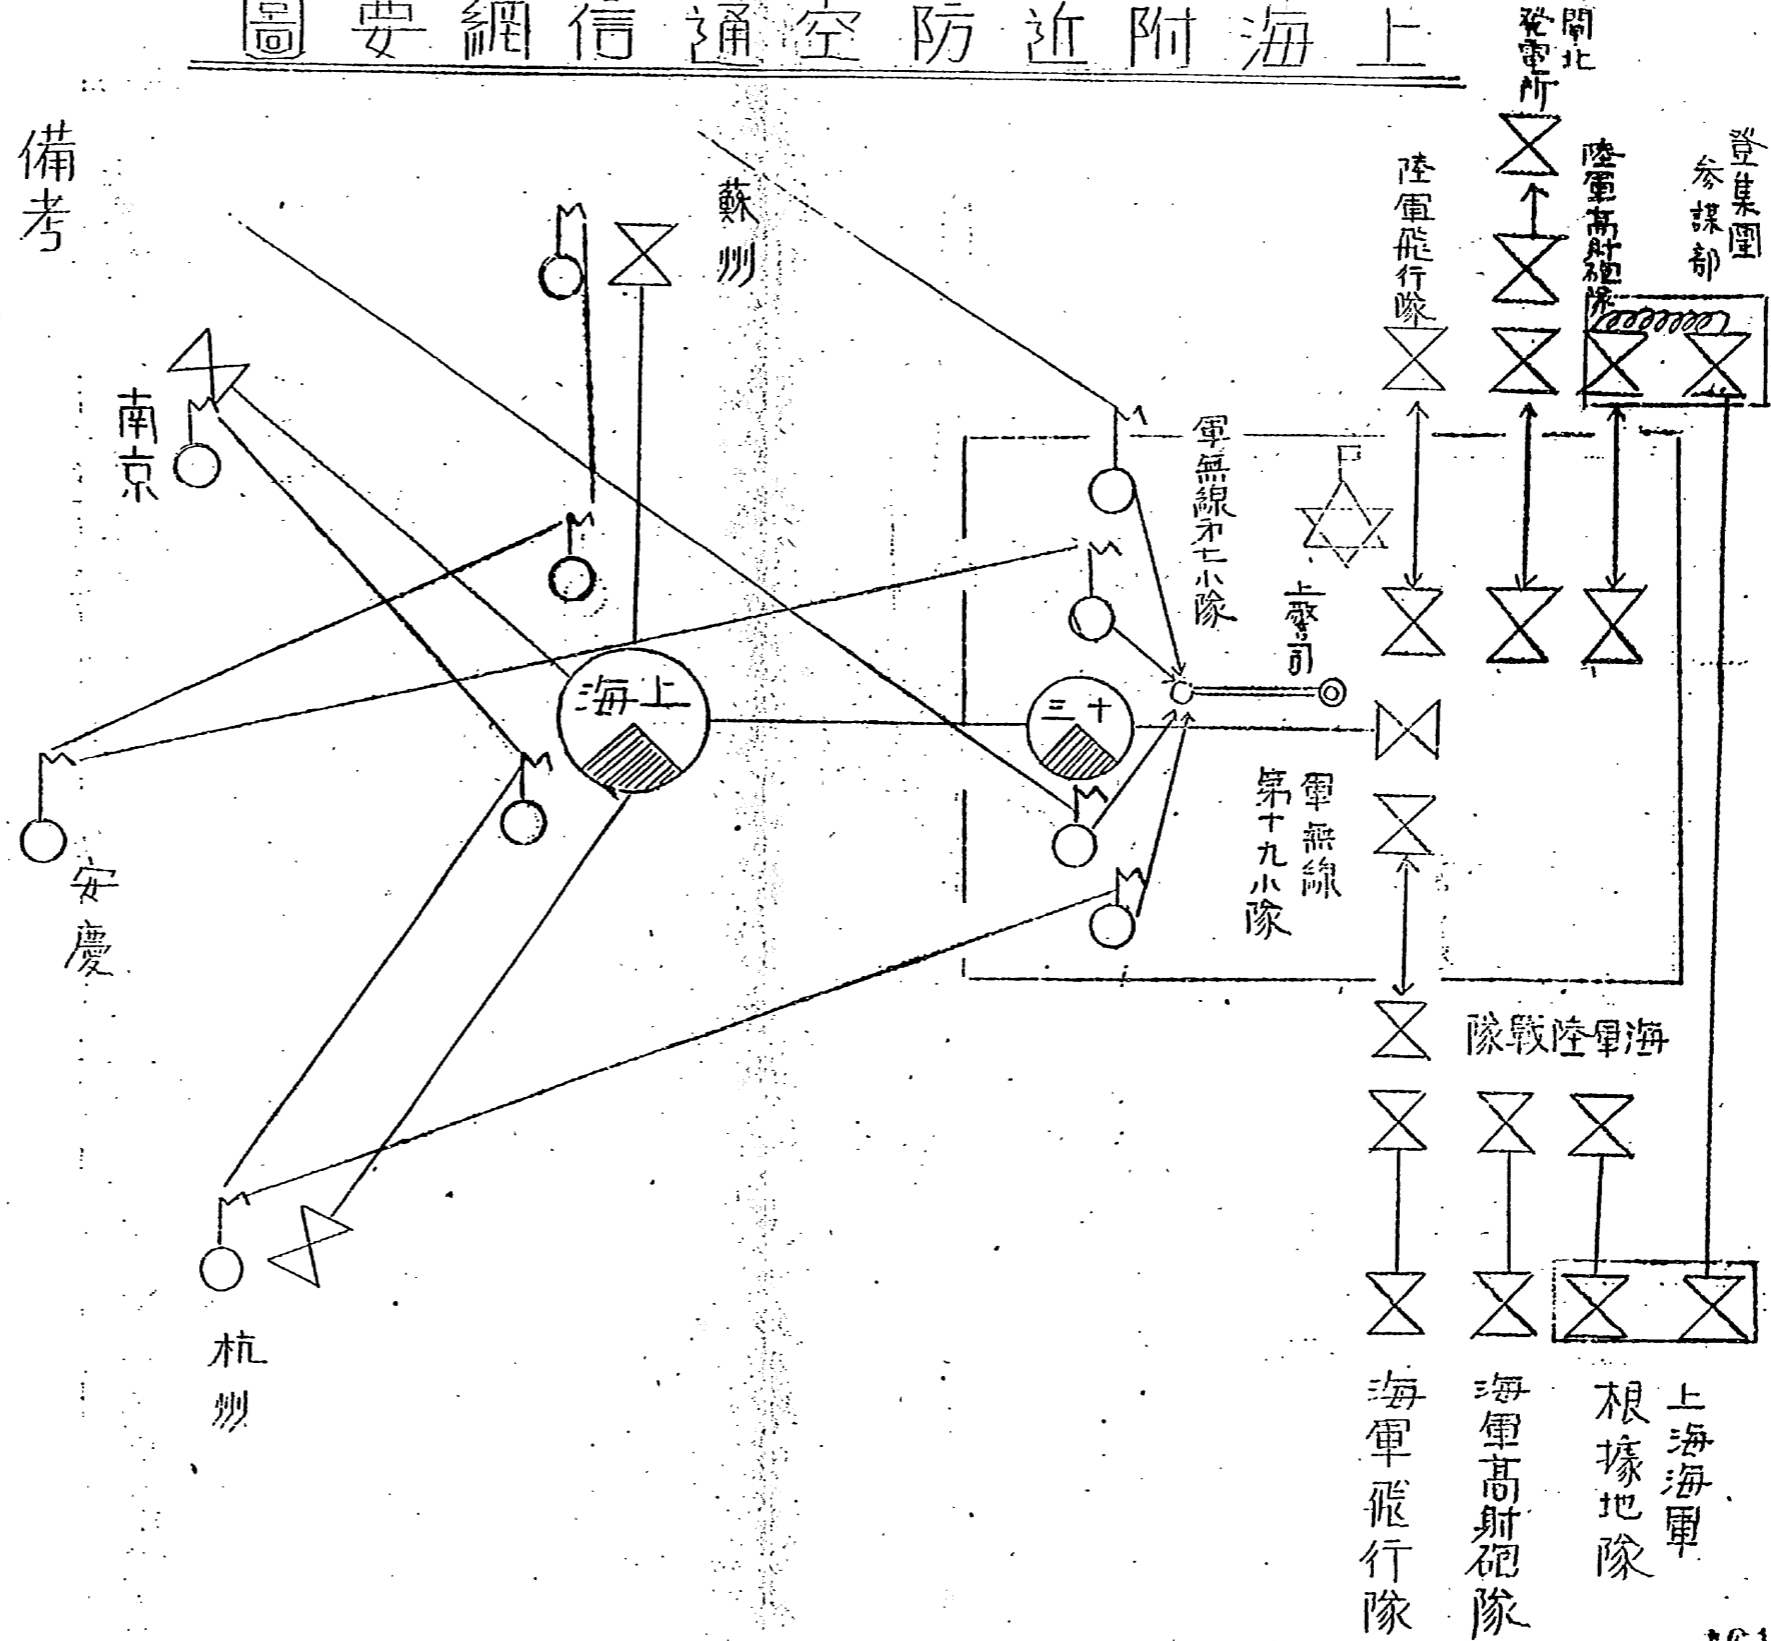 上海附近防空通信網要圖
閘北
発電所
登集團
参謀部
陸軍高射砲隊
陸軍飛行隊
蘇州
備考
南京
軍無線第七小隊
上警司
上海
十三
軍無線
第十九小隊
安慶
海軍陸戰隊
杭州
上海海軍
根據地隊
海軍高射砲隊
海軍飛行隊